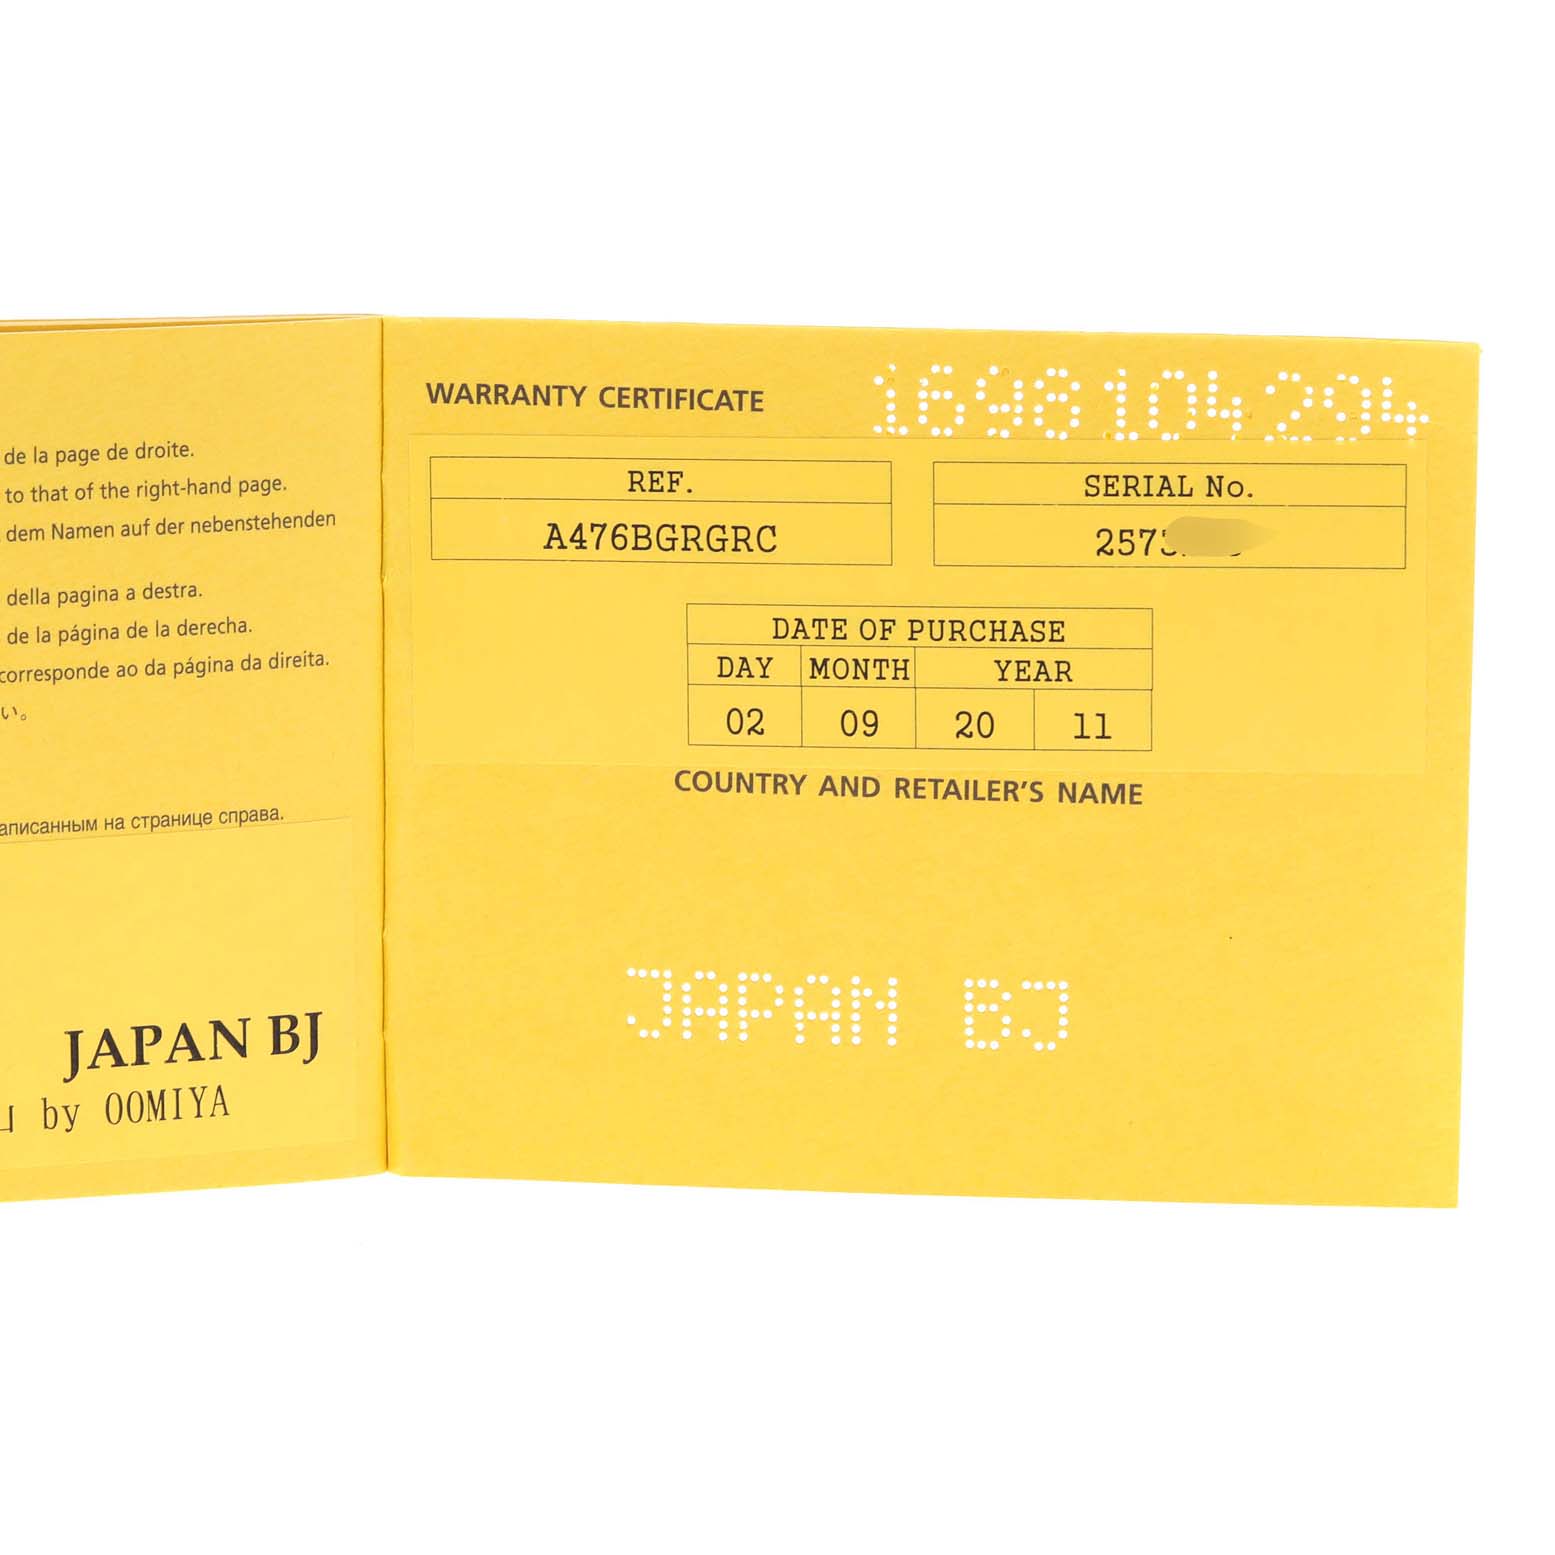 de la page de droite.
to that of the right-hand page.
dem Namen auf der nebenstehenden
della pagina a destra.
de la página de la derecha.
corresponde ao da página da direita.
い。
на странице справа.
JAPAN BJ
by OOMIYA
WARRANTY CERTIFICATE
1698104294
REF.
A476BGRGRC
SERIAL No.
DATE OF PURCHASE
DAY MONTH YEAR
02 09 20 11
COUNTRY AND RETAILER'S NAME
JAPAN BJ